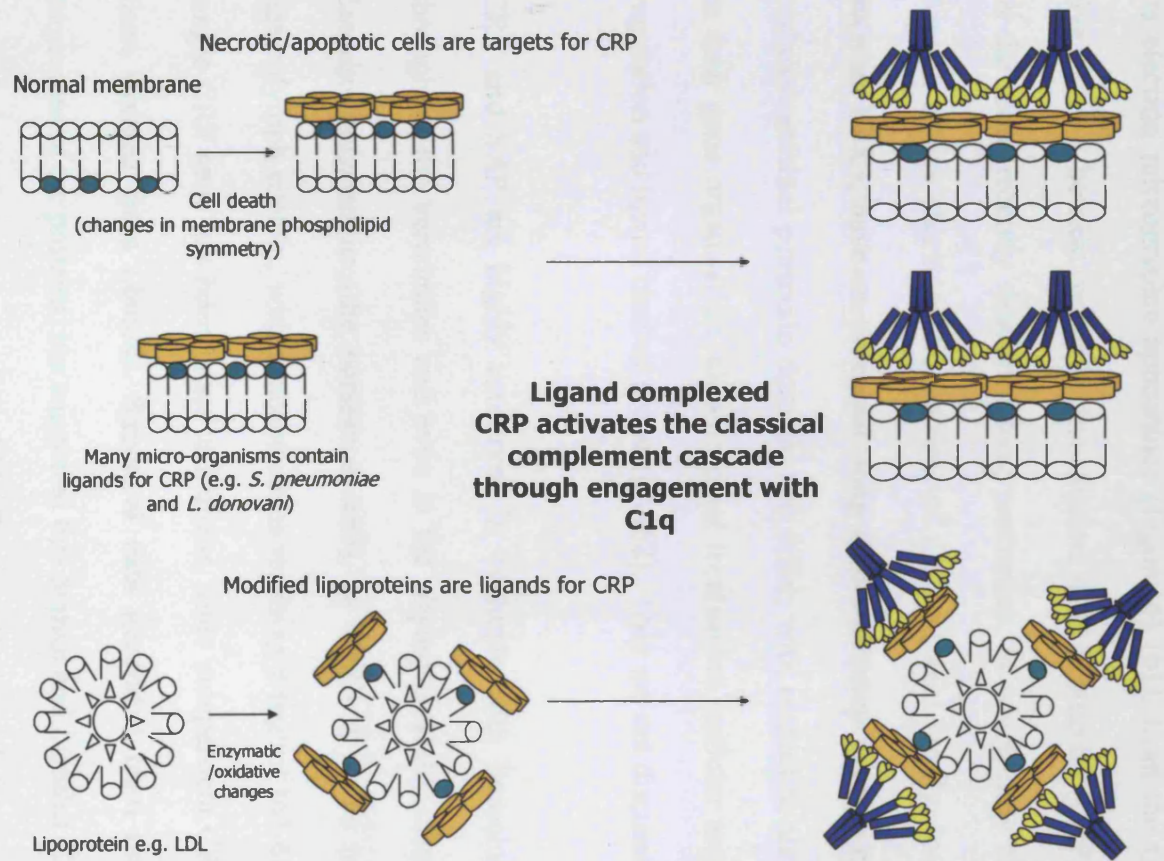 Necrotic/apoptotic cells are targets for CRP
Normal membrane
Cell death
(changes in membrane phospholipid
symmetry)
Many micro-organisms contain
ligands for CRP (e.g. S. pneumoniae
and L. donovani)
Ligand complexed
CRP activates the classical
complement cascade
through engagement with
C1q
Modified lipoproteins are ligands for CRP
Enzymatic
/oxidative
changes
Lipoprotein e.g. LDL